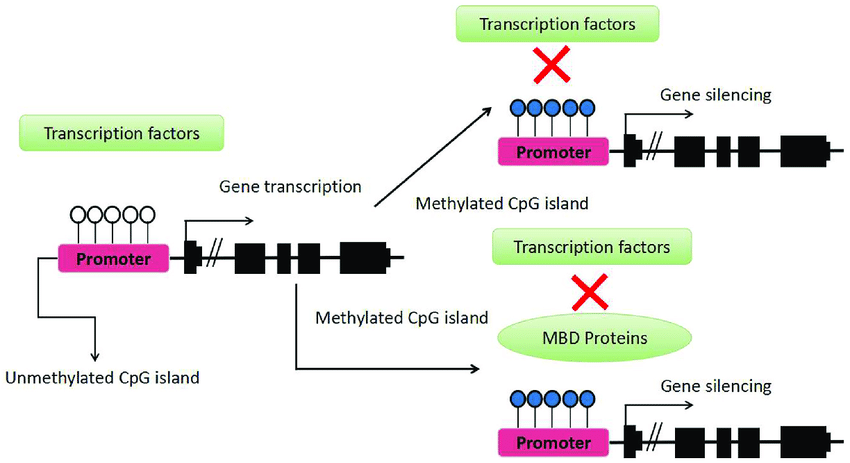 Transcription factors
Gene transcription
Promoter
Unmethylated CpG island
Transcription factors
Gene silencing
Promoter
Methylated CpG island
Transcription factors
Methylated CpG island
MBD Proteins
Gene silencing
Promoter